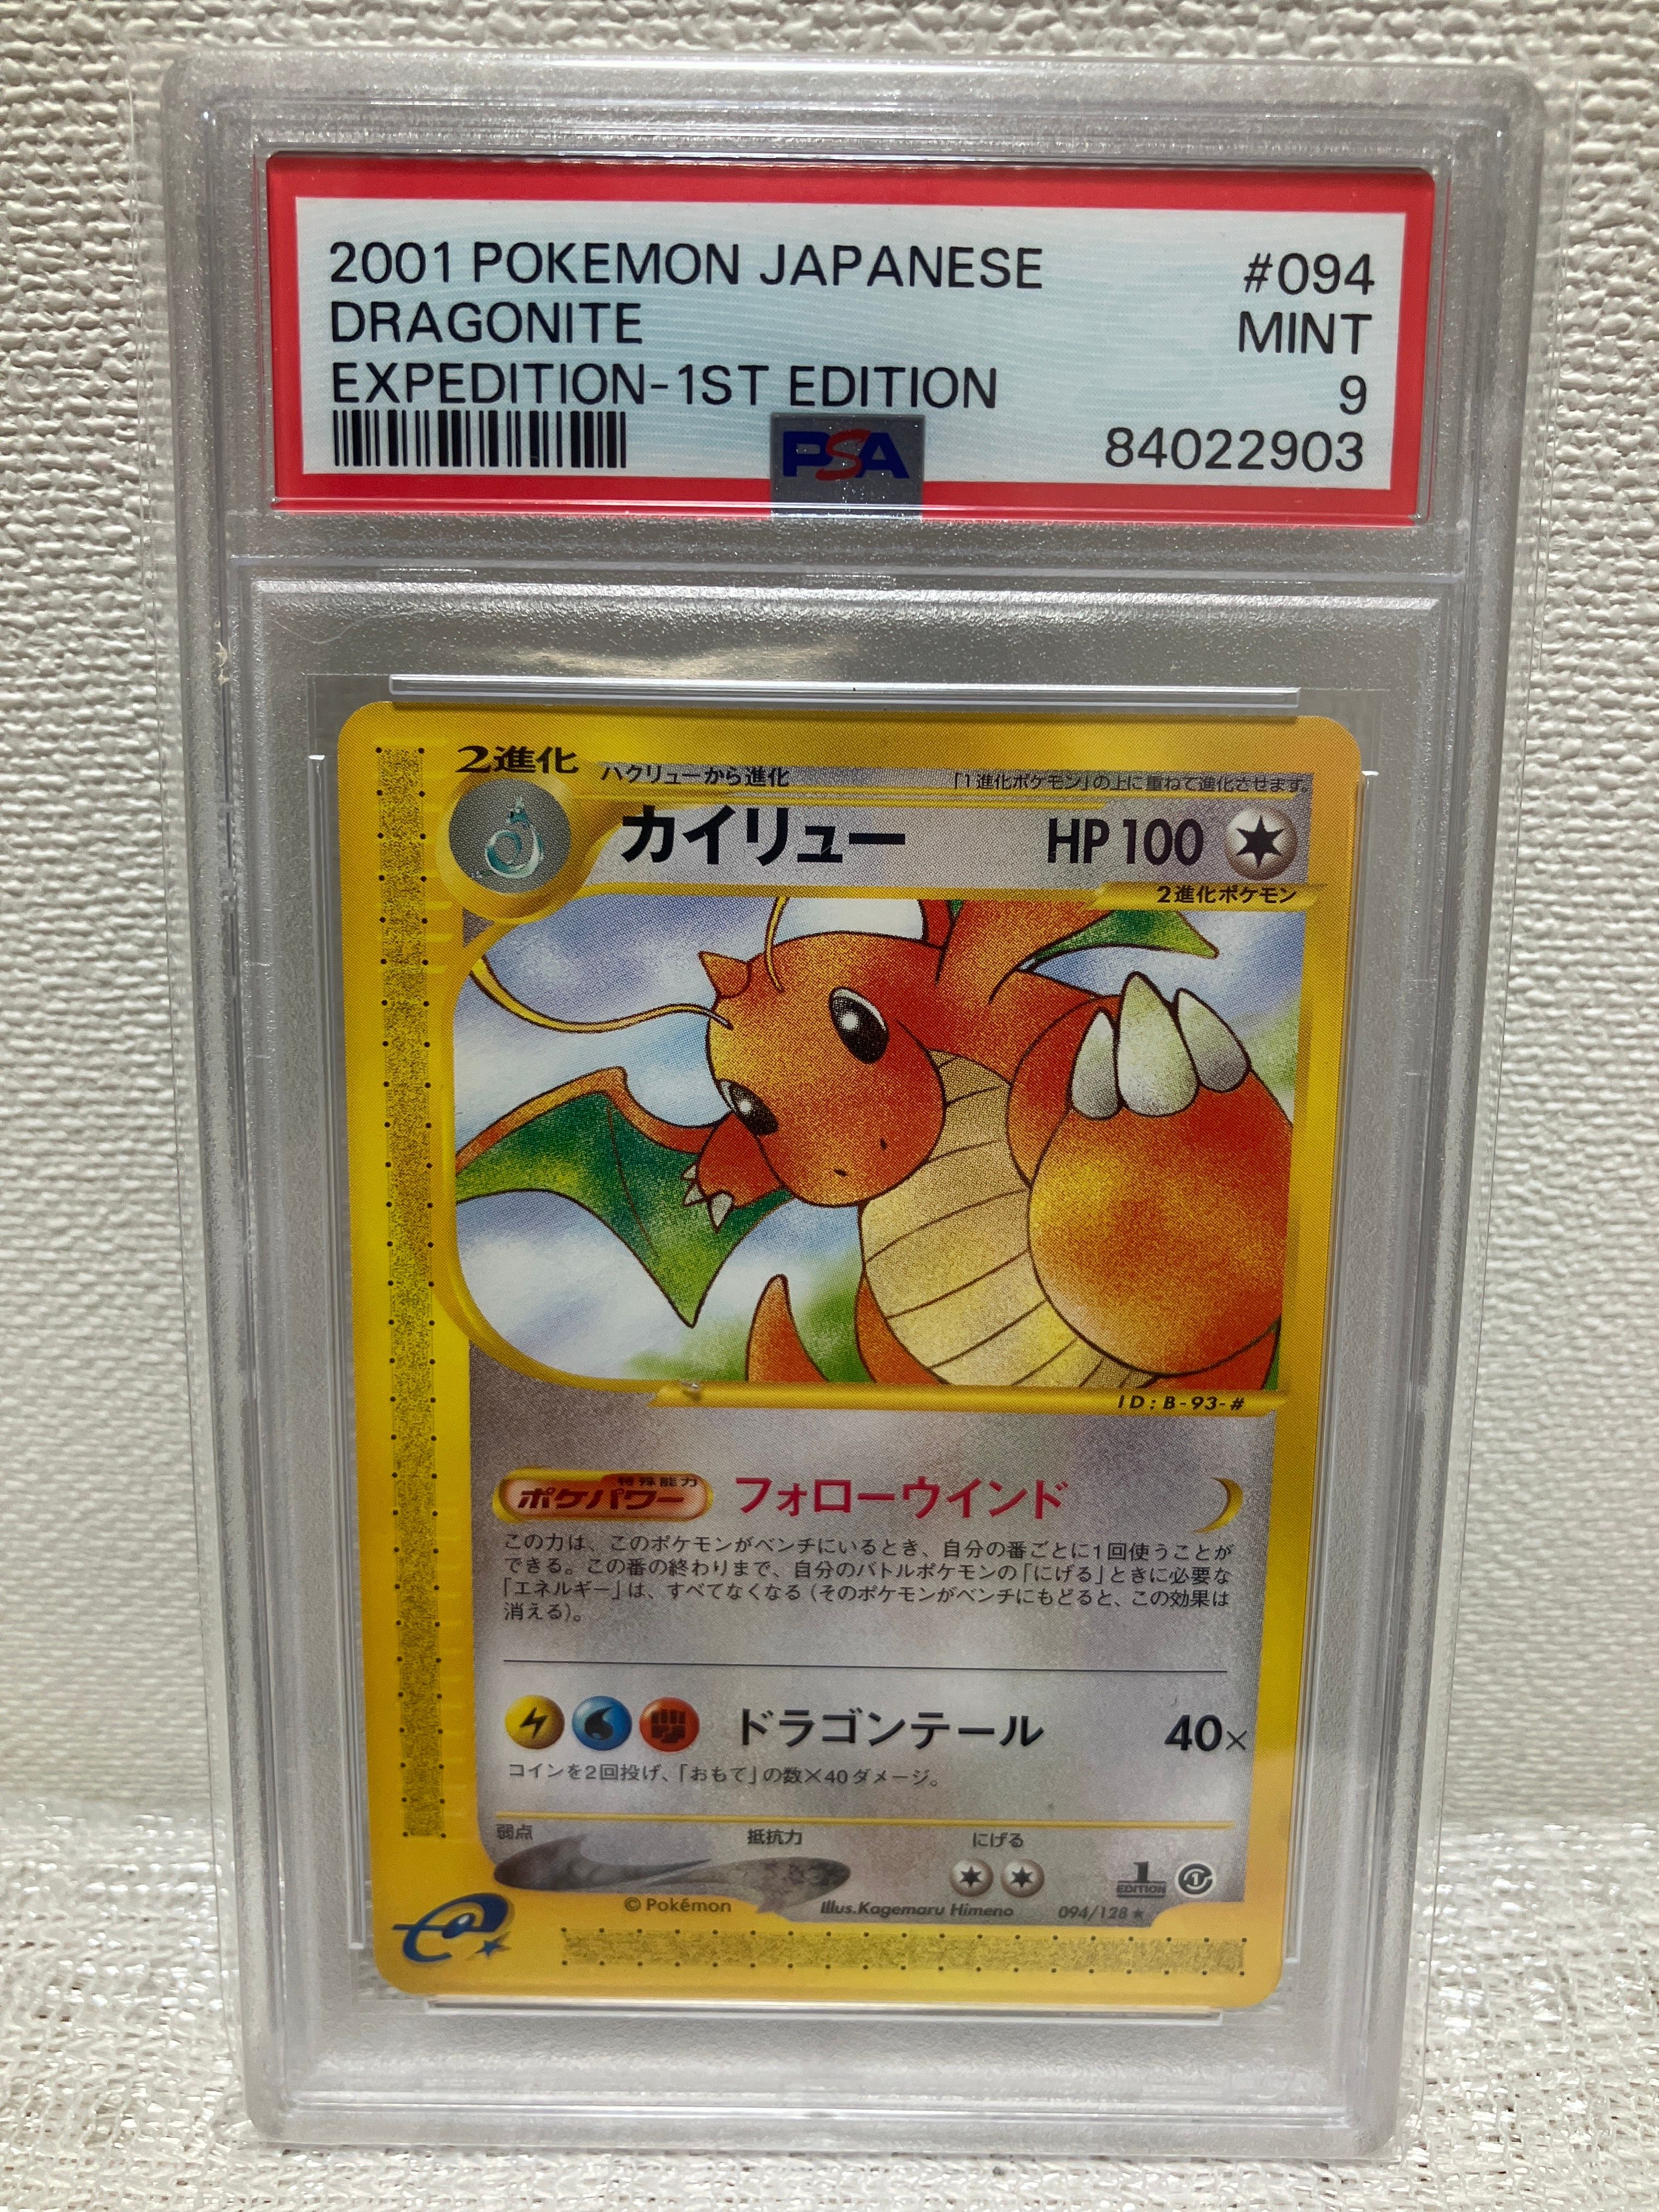 2001 POKEMON JAPANESE #094
DRAGONITE MINT
EXPEDITION-1ST EDITION 9
PSA 84022903
2進化 ハクリューから進化 「1進化ポケモン」の上に重ねて進化させます。
カイリュー HP100
2進化ポケモン
ID:B-93-#
特殊能力
ポケパワー フォローウインド
この力は、このポケモンがベンチにいるとき、自分の番ごとに1回使うことが
できる。この番の終わりまで、自分のバトルポケモンの「にげる」ときに必要な
「エネルギー」は、すべてなくなる(そのポケモンがベンチにもどると、この効果は
消える)。
ドラゴンテール 40×
コインを2回投げ、「おもて」の数×40ダメージ。
弱点 抵抗力 にげる
1 EDITION
©Pokémon Illus.Kagemaru Himeno 094/128 ★
e